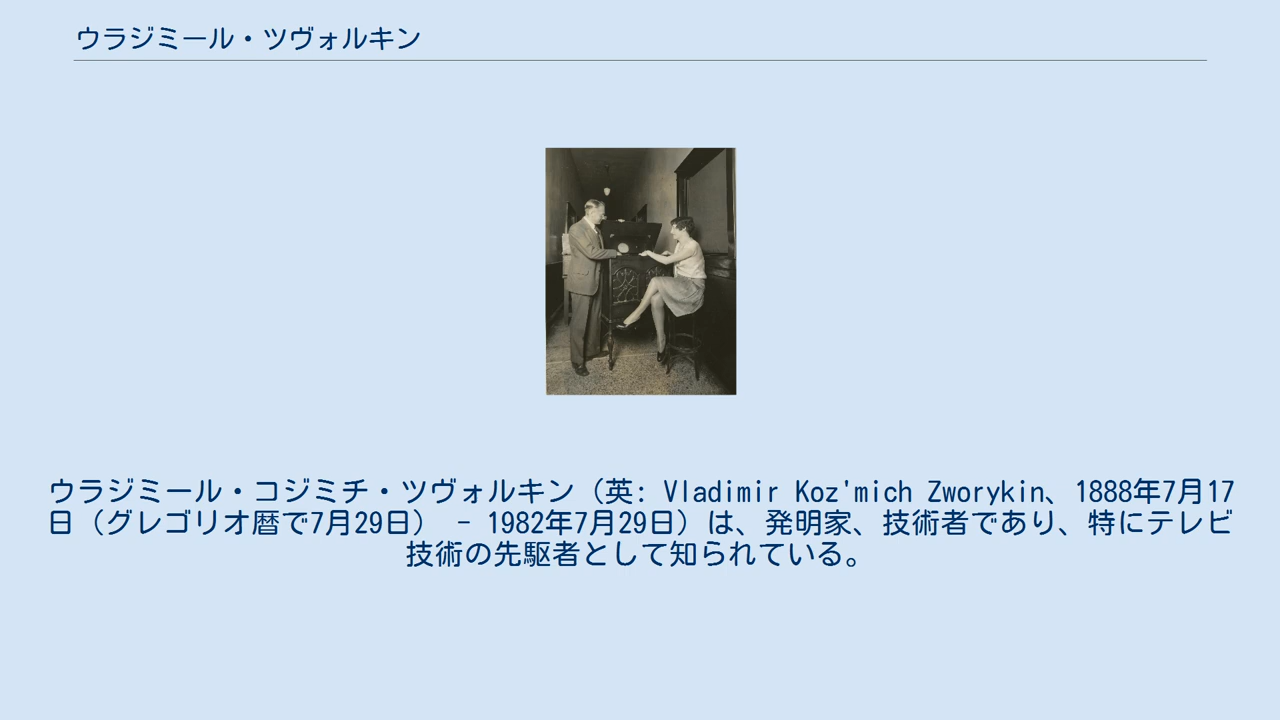 ウラジミール・ツヴォルキン
ウラジミール・コジミチ・ツヴォルキン（英: Vladimir Koz'mich Zworykin、1888年7月17
日（グレゴリオ暦で7月29日） - 1982年7月29日）は、発明家、技術者であり、特にテレビ
技術の先駆者として知られている。